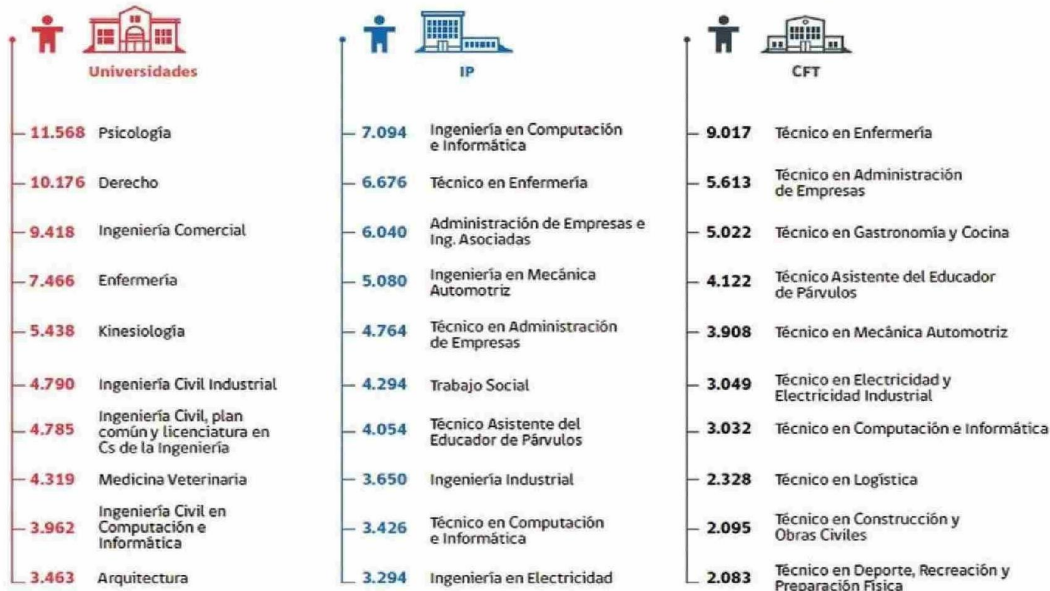 Universidades
11.568 Psicología
10.176 Derecho
9.418 Ingeniería Comercial
7.466 Enfermería
5.438 Kinesiología
4.790 Ingeniería Civil Industrial
4.785 Ingeniería Civil, plan
común y licenciatura en
Cs de la Ingeniería
4.319 Medicina Veterinaria
3.962 Ingeniería Civil en
Computación e
Informática
3.463 Arquitectura
IP
7.094 Ingeniería en Computación
e Informática
6.676 Técnico en Enfermería
6.040 Administración de Empresas e
Ing. Asociadas
5.080 Ingeniería en Mecánica
Automotriz
4.764 Técnico en Administración
de Empresas
4.294 Trabajo Social
4.054 Técnico Asistente del
Educador de Párvulos
3.650 Ingeniería Industrial
3.426 Técnico en Computación
e Informática
3.294 Ingeniería en Electricidad
CFT
9.017 Técnico en Enfermería
5.613 Técnico en Administración
de Empresas
5.022 Técnico en Gastronomía y Cocina
4.122 Técnico Asistente del Educador
de Párvulos
3.908 Técnico en Mecánica Automotriz
3.049 Técnico en Electricidad y
Electricidad Industrial
3.032 Técnico en Computación e Informática
2.328 Técnico en Logística
2.095 Técnico en Construcción y
Obras Civiles
2.083 Técnico en Deporte, Recreación y
Preparación Física